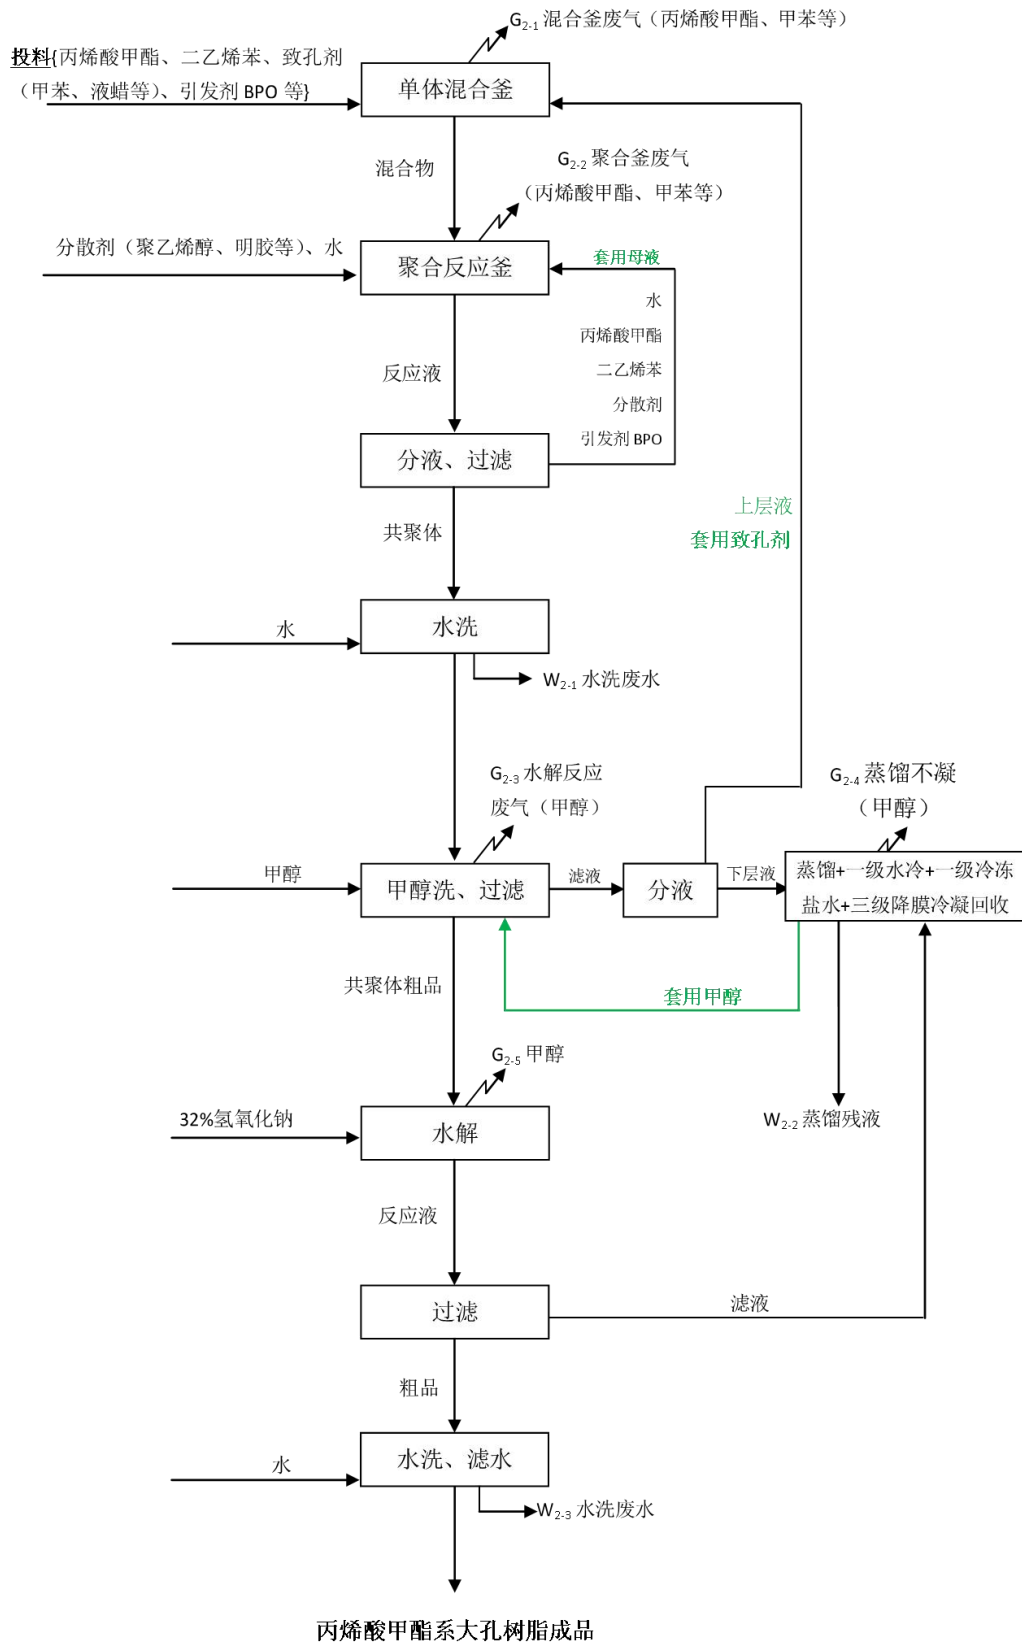 G2-1 混合釜废气（丙烯酸甲酯、甲苯等）
投料{丙烯酸甲酯、二乙烯苯、致孔剂
（甲苯、液蜡等）、引发剂 BPO 等}
单体混合釜
混合物
G2-2 聚合釜废气
（丙烯酸甲酯、甲苯等）
分散剂（聚乙烯醇、明胶等）、水
聚合反应釜
套用母液
水
丙烯酸甲酯
二乙烯苯
分散剂
引发剂 BPO
反应液
分液、过滤
上层液
套用致孔剂
共聚体
水
水洗
W2-1 水洗废水
G2-3 水解反应
废气（甲醇）
G2-4 蒸馏不凝
（甲醇）
甲醇
甲醇洗、过滤
滤液
分液
下层液
蒸馏+一级水冷+一级冷冻
盐水+三级降膜冷凝回收
共聚体粗品
套用甲醇
G2-5 甲醇
32%氢氧化钠
水解
W2-2 蒸馏残液
反应液
过滤
滤液
粗品
水
水洗、滤水
W2-3 水洗废水
丙烯酸甲酯系大孔树脂成品